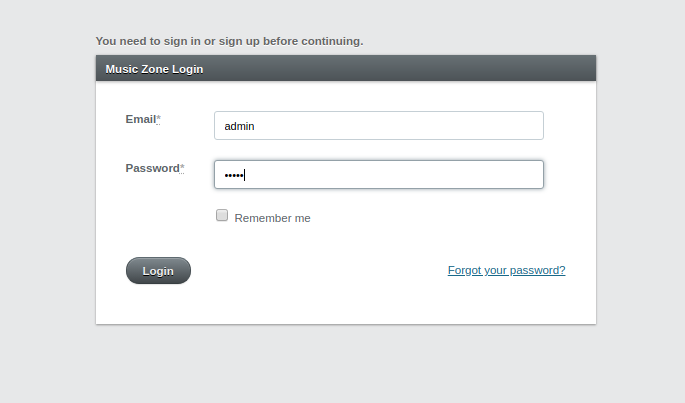 You need to sign in or sign up before continuing.
Music Zone Login
Email*
admin
Password*
•••••
Remember me
Login
Forgot your password?